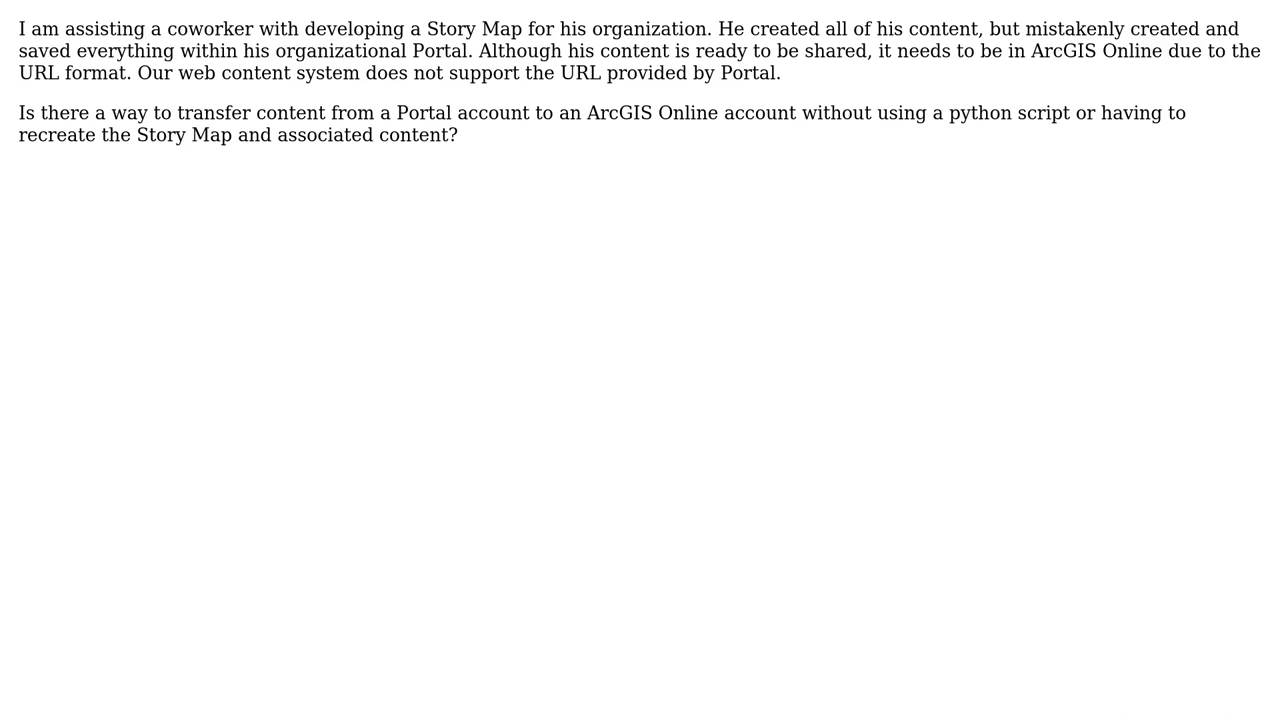 I am assisting a coworker with developing a Story Map for his organization. He created all of his content, but mistakenly created and
saved everything within his organizational Portal. Although his content is ready to be shared, it needs to be in ArcGIS Online due to the
URL format. Our web content system does not support the URL provided by Portal.
Is there a way to transfer content from a Portal account to an ArcGIS Online account without using a python script or having to
recreate the Story Map and associated content?